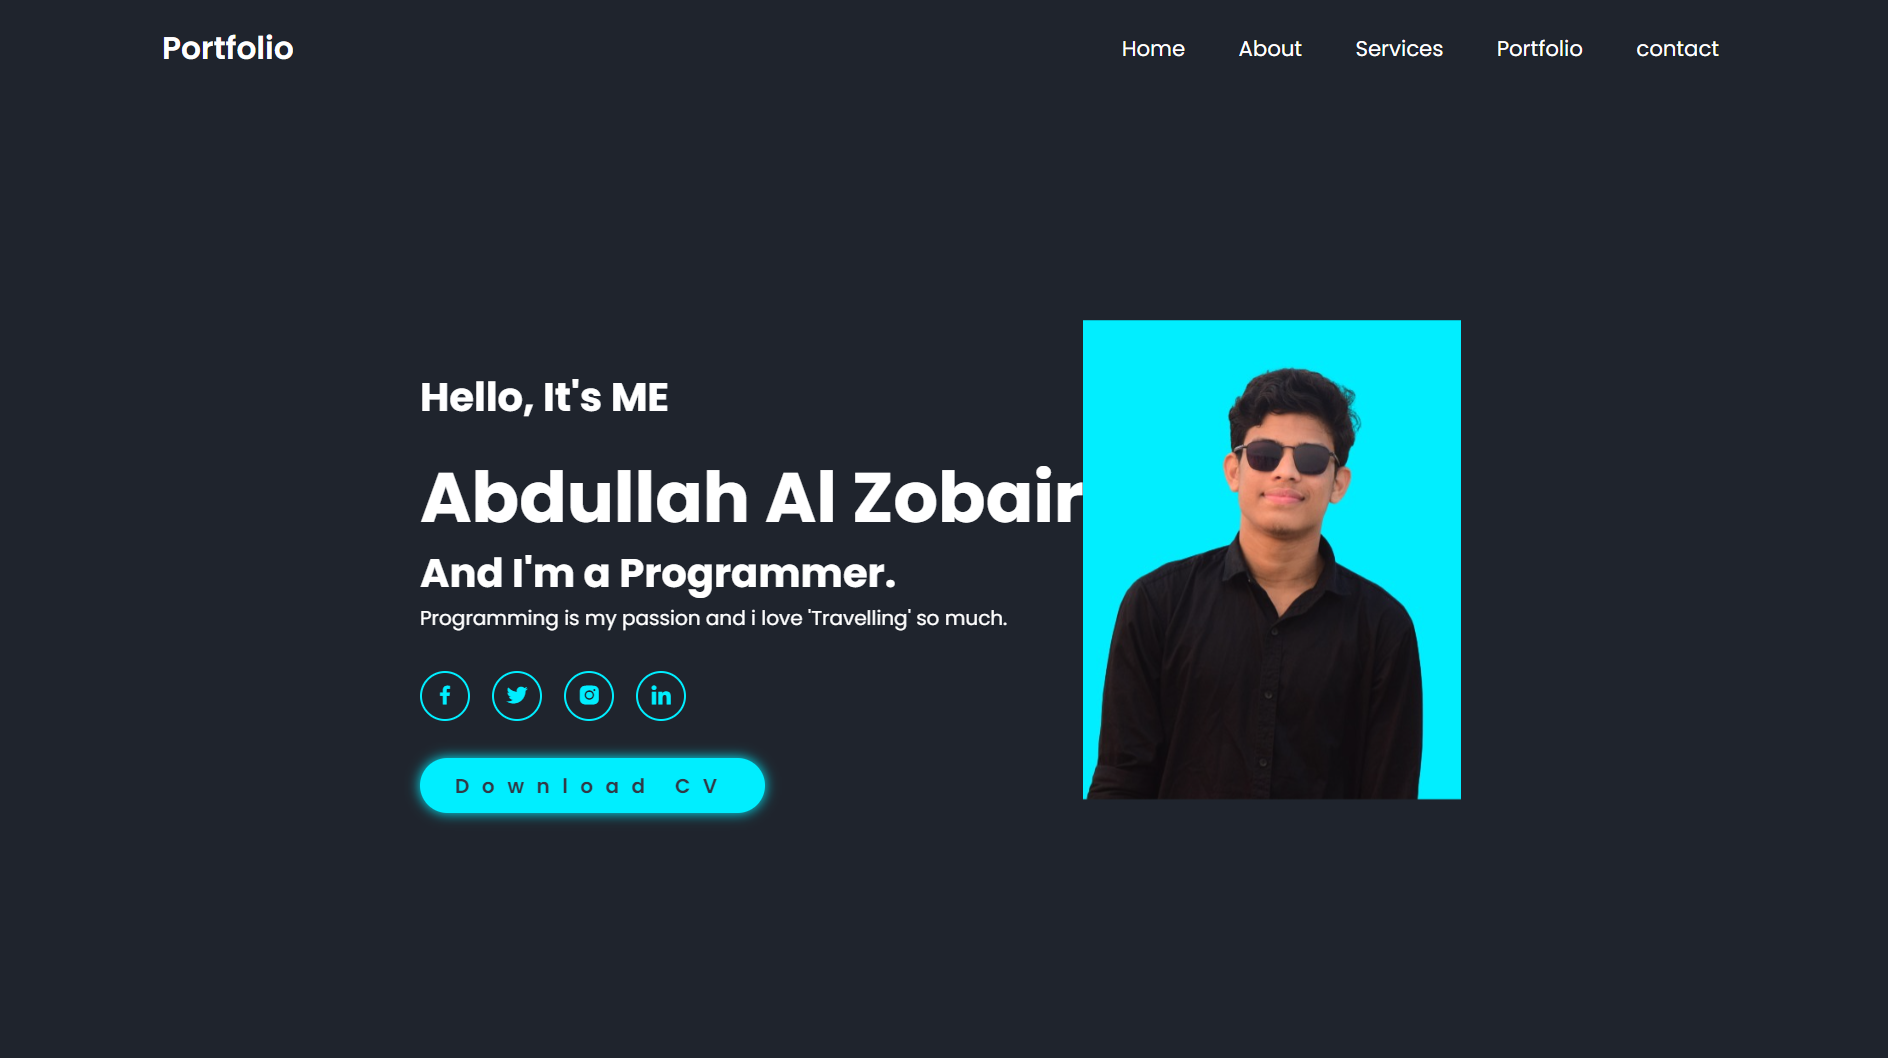 Portfolio
Home About Services Portfolio contact
Hello, It's ME
Abdullah Al Zobair
And I'm a Programmer.
Programming is my passion and i love 'Travelling' so much.
Download CV